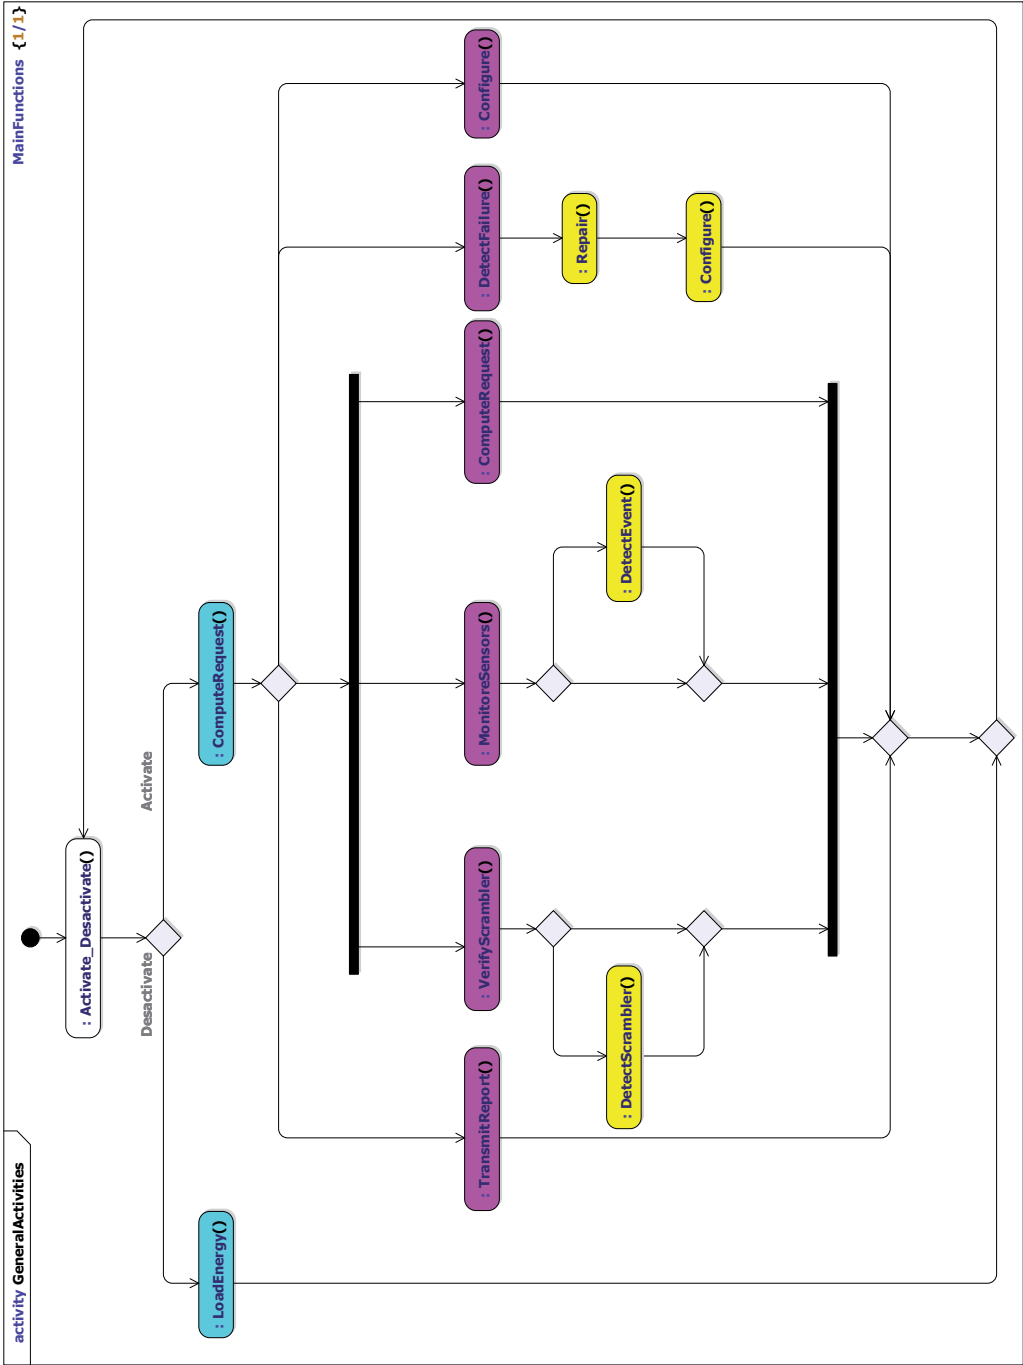 activity GeneralActivities
MainFunctions {1/1}
: Activate_Desactivate()
Desactivate
Activate
: LoadEnergy()
: ComputeRequest()
: TransmitReport()
: VerifyScrambler()
: MonitoreSensors()
: ComputeRequest()
: DetectFailure()
: Configure()
: DetectScrambler()
: DetectEvent()
: Repair()
: Configure()